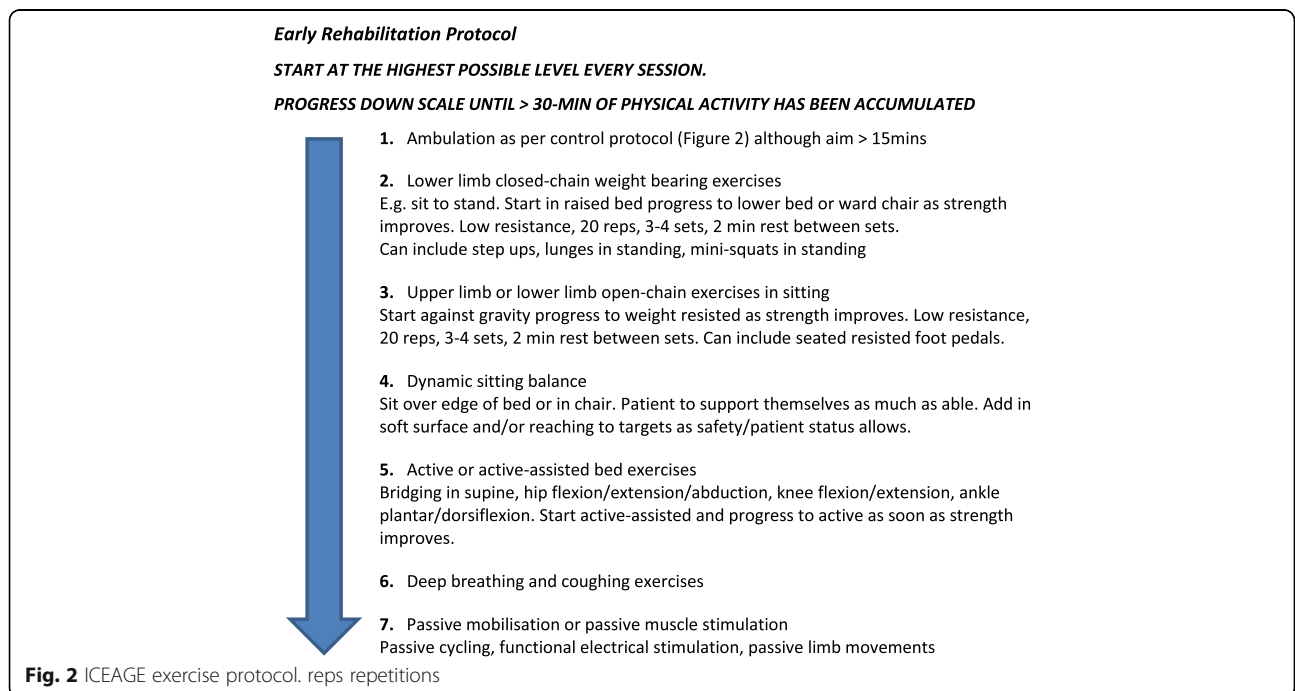 Early Rehabilitation Protocol
START AT THE HIGHEST POSSIBLE LEVEL EVERY SESSION.
PROGRESS DOWN SCALE UNTIL > 30-MIN OF PHYSICAL ACTIVITY HAS BEEN ACCUMULATED
1. Ambulation as per control protocol (Figure 2) although aim > 15mins
2. Lower limb closed-chain weight bearing exercises
E.g. sit to stand. Start in raised bed progress to lower bed or ward chair as strength
improves. Low resistance, 20 reps, 3-4 sets, 2 min rest between sets.
Can include step ups, lunges in standing, mini-squats in standing
3. Upper limb or lower limb open-chain exercises in sitting
Start against gravity progress to weight resisted as strength improves. Low resistance,
20 reps, 3-4 sets, 2 min rest between sets. Can include seated resisted foot pedals.
4. Dynamic sitting balance
Sit over edge of bed or in chair. Patient to support themselves as much as able. Add in
soft surface and/or reaching to targets as safety/patient status allows.
5. Active or active-assisted bed exercises
Bridging in supine, hip flexion/extension/abduction, knee flexion/extension, ankle
plantar/dorsiflexion. Start active-assisted and progress to active as soon as strength
improves.
6. Deep breathing and coughing exercises
7. Passive mobilisation or passive muscle stimulation
Passive cycling, functional electrical stimulation, passive limb movements
Fig. 2 ICEAGE exercise protocol. reps repetitions